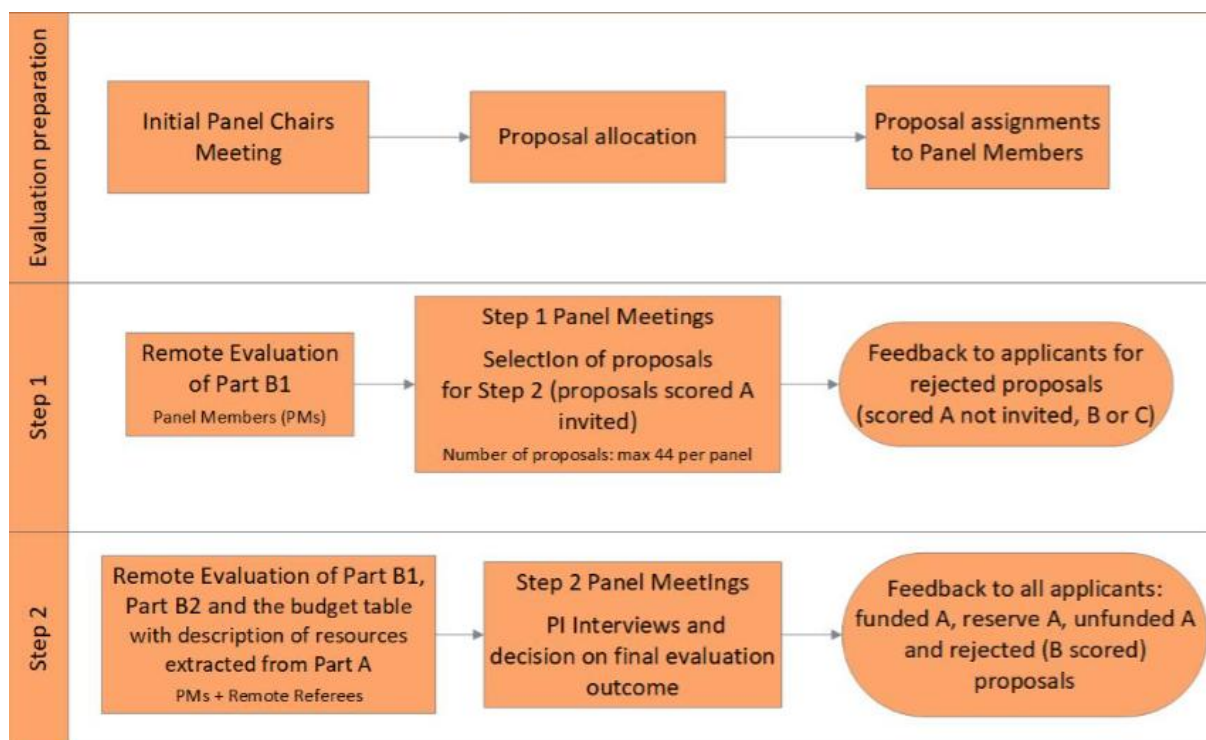 Evaluation preparation
Initial Panel Chairs
Meeting
Proposal allocation
Proposal assignments
to Panel Members
Step 1
Remote Evaluation
of Part B1
Panel Members (PMs)
Step 1 Panel Meetings
SelectIon of proposals
for Step 2 (proposals scored A
invited)
Number of proposals: max 44 per panel
Feedback to applicants for
rejected proposals
(scored A not invited, B or C)
Step 2
Remote Evaluation of Part B1,
Part B2 and the budget table
with description of resources
extracted from Part A
PMs + Remote Referees
Step 2 Panel MeetIngs
PI Interviews and
decision on final evaluation
outcome
Feedback to all applicants:
funded A, reserve A, unfunded A
and rejected (B scored)
proposals